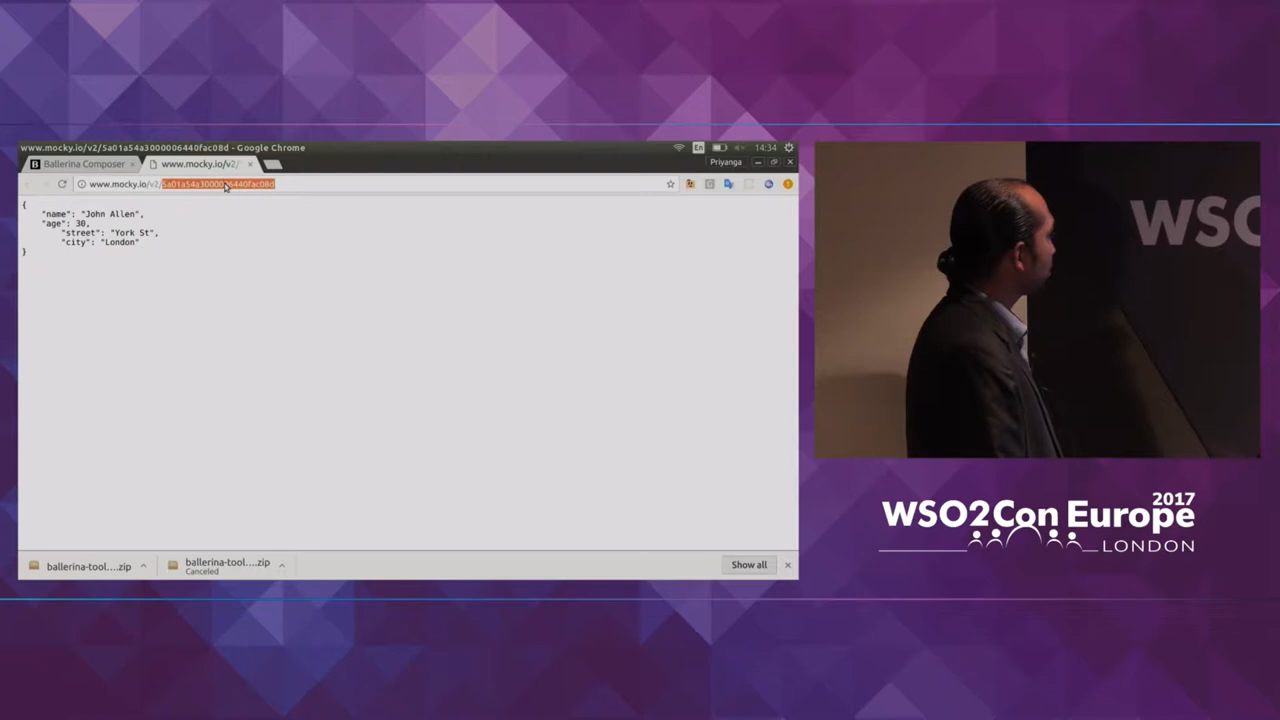 www.mocky.io/v2/5a01a54a3000006440fac08d - Google Chrome
En
14:34
Ballerina Composer
www.mocky.io/v2/
Priyanga
www.mocky.io/v2/5a01a54a3000006440fac08d
{
"name": "John Allen",
"age": 30,
"street": "York St",
"city": "London"
}
ballerina-tool....zip
ballerina-tool....zip
Canceled
Show all
WSO
WSO2Con Europe
2017
LONDON